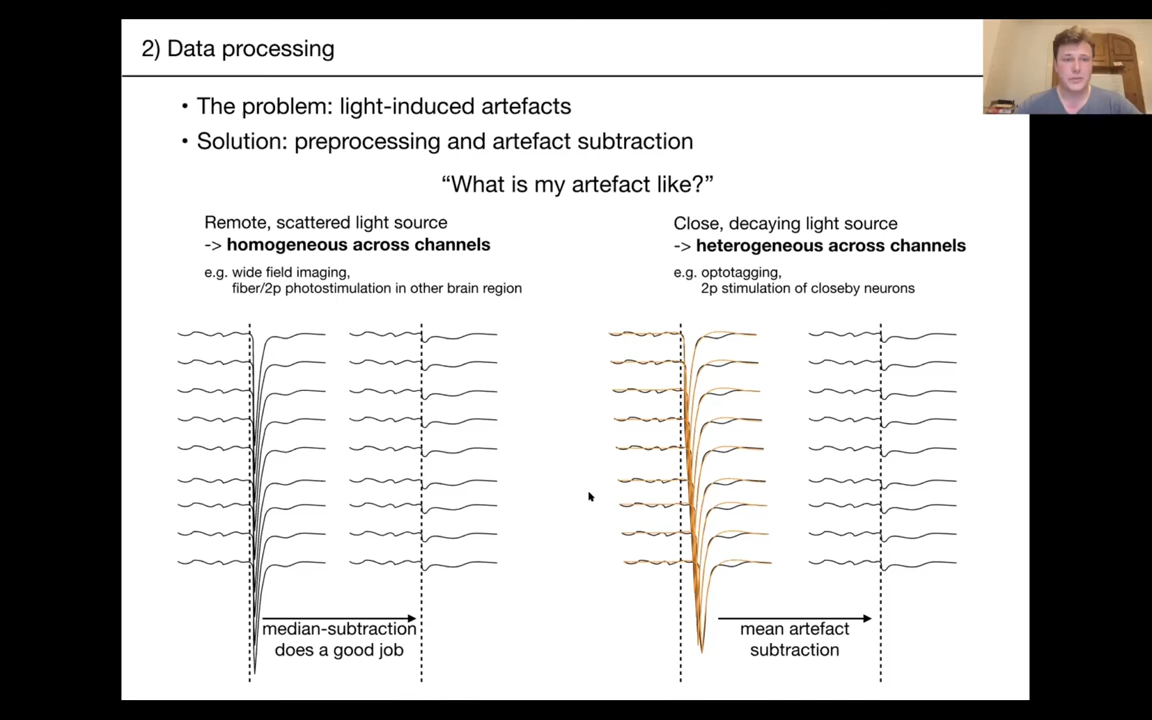 2) Data processing
• The problem: light-induced artefacts
• Solution: preprocessing and artefact subtraction
“What is my artefact like?”
Remote, scattered light source
-> homogeneous across channels
e.g. wide field imaging,
fiber/2p photostimulation in other brain region
median-subtraction
does a good job
Close, decaying light source
-> heterogeneous across channels
e.g. optotagging,
2p stimulation of closeby neurons
mean artefact
subtraction